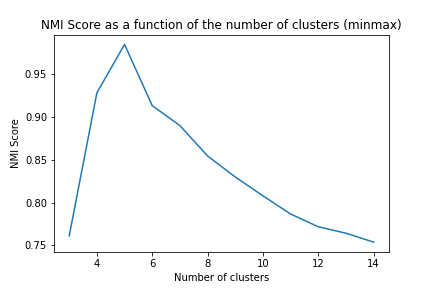 NMI Score as a function of the number of clusters (minmax)
0.95
0.90
0.85
0.80
0.75
NMI Score
4 6 8 10 12 14
Number of clusters